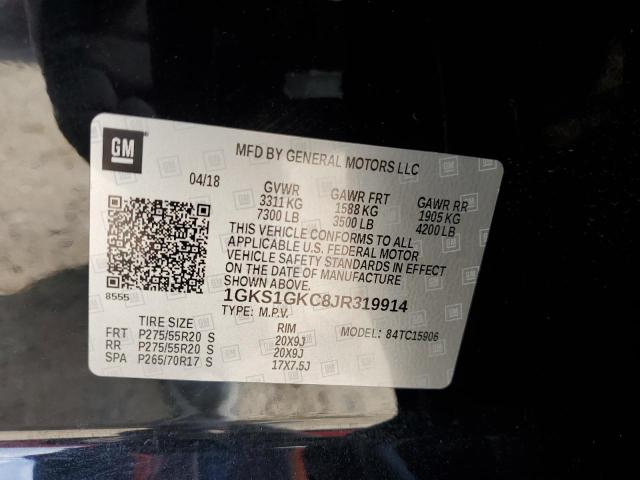 GM
MFD BY GENERAL MOTORS LLC
04/18
GVWR GAWR FRT GAWR RR
3311 KG 1588 KG 1905 KG
7300 LB 3500 LB 4200 LB
THIS VEHICLE CONFORMS TO ALL
APPLICABLE U.S. FEDERAL MOTOR
VEHICLE SAFETY STANDARDS IN EFFECT
ON THE DATE OF MANUFACTURE
SHOWN ABOVE.
8555
1GKS1GKC8JR319914
TYPE: M.P.V. MODEL: 84TC15906
TIRE SIZE RIM
FRT P275/55R20 S 20X9J
RR P275/55R20 S 20X9J
SPA P265/70R17 S 17X7.5J